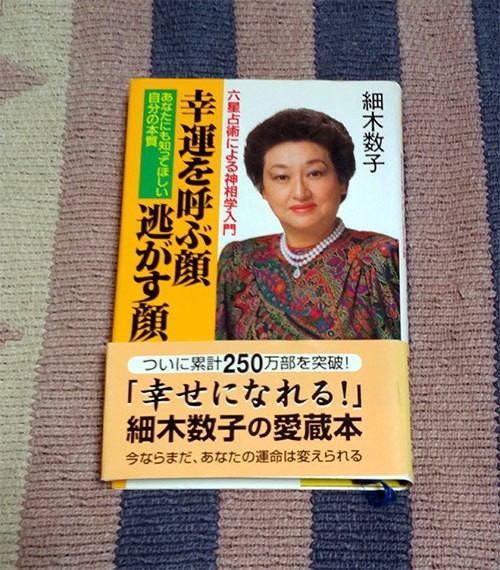 細木数子
六星占術による神相学入門
幸運を呼ぶ顔
逃がす顔
あなたにも知ってほしい
自分の本質
ついに累計250万部を突破!
「幸せになれる!」
細木数子の愛蔵本
今ならまだ、あなたの運命は変えられる